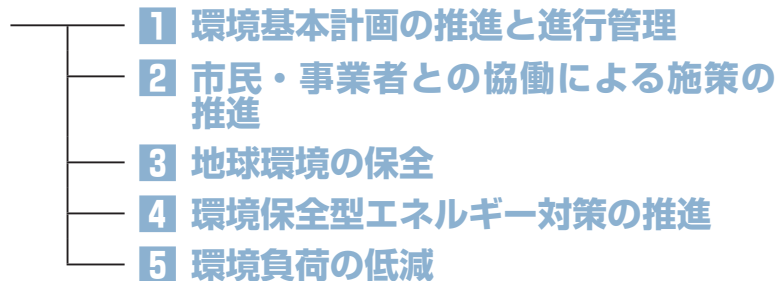 1 環境基本計画の推進と進行管理
2 市民・事業者との協働による施策の
推進
3 地球環境の保全
4 環境保全型エネルギー対策の推進
5 環境負荷の低減